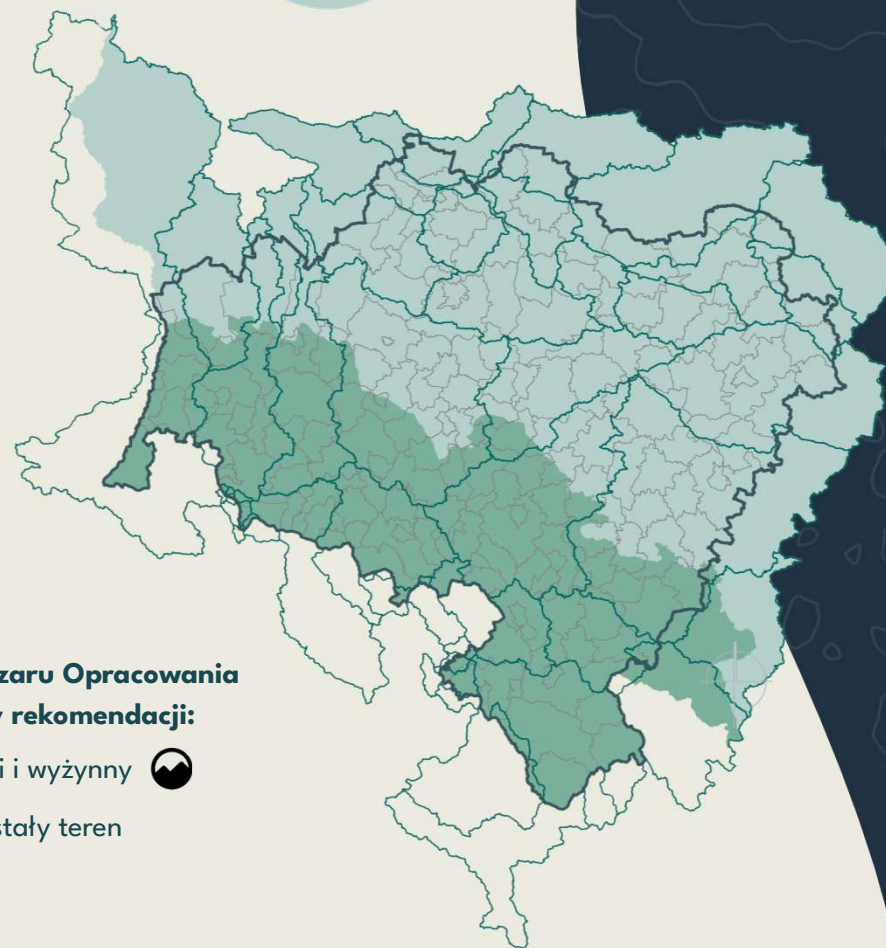 zaru Opracowania
y rekomendacji:
i i wyżynny
stały teren